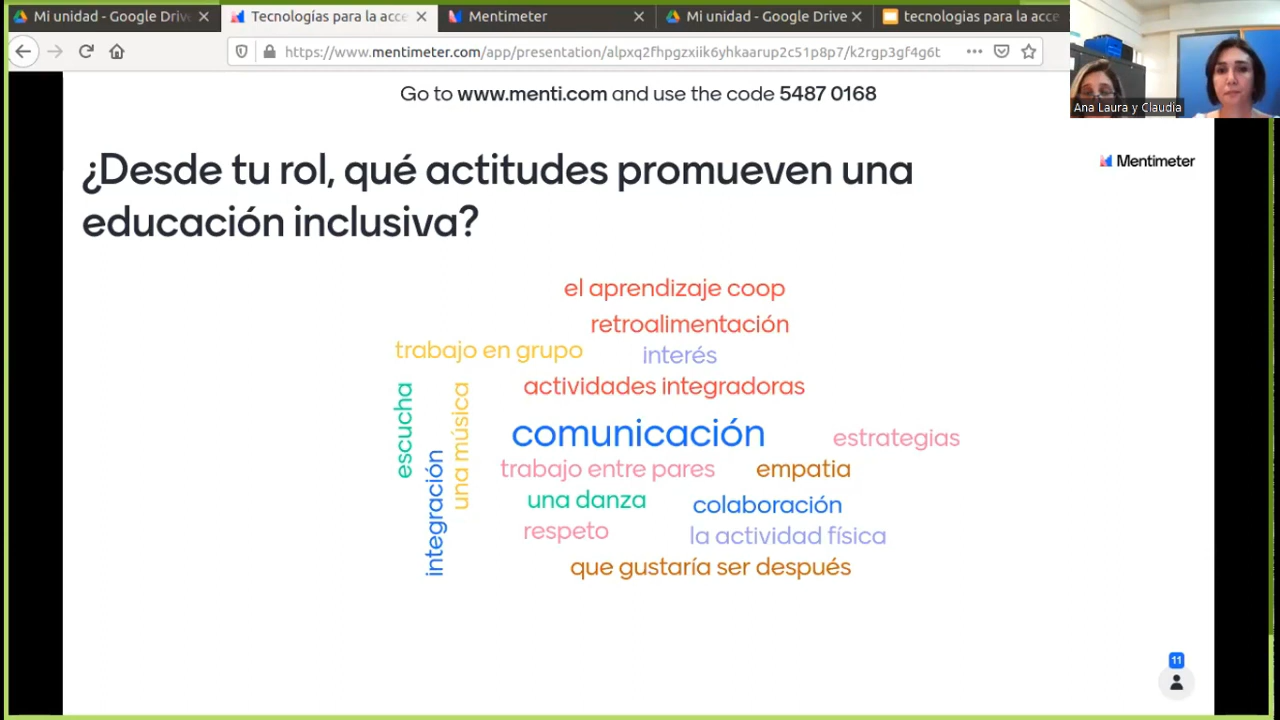 Mi unidad - Google Drive
Tecnologías para la acce
Mentimeter
Mi unidad - Google Drive
tecnologias para la acce
https://www.mentimeter.com/app/presentation/alpxq2fhpgzxiik6yhkaarup2c51p8p7/k2rgp3gf4g6t
Ana Laura y Claudia
Go to www.menti.com and use the code 5487 0168
Mentimeter
¿Desde tu rol, qué actitudes promueven una
educación inclusiva?
el aprendizaje coop
retroalimentación
trabajo en grupo
interés
actividades integradoras
escucha
una música
integración
comunicación
estrategias
trabajo entre pares
empatia
una danza
colaboración
respeto
la actividad física
que gustaría ser después
11